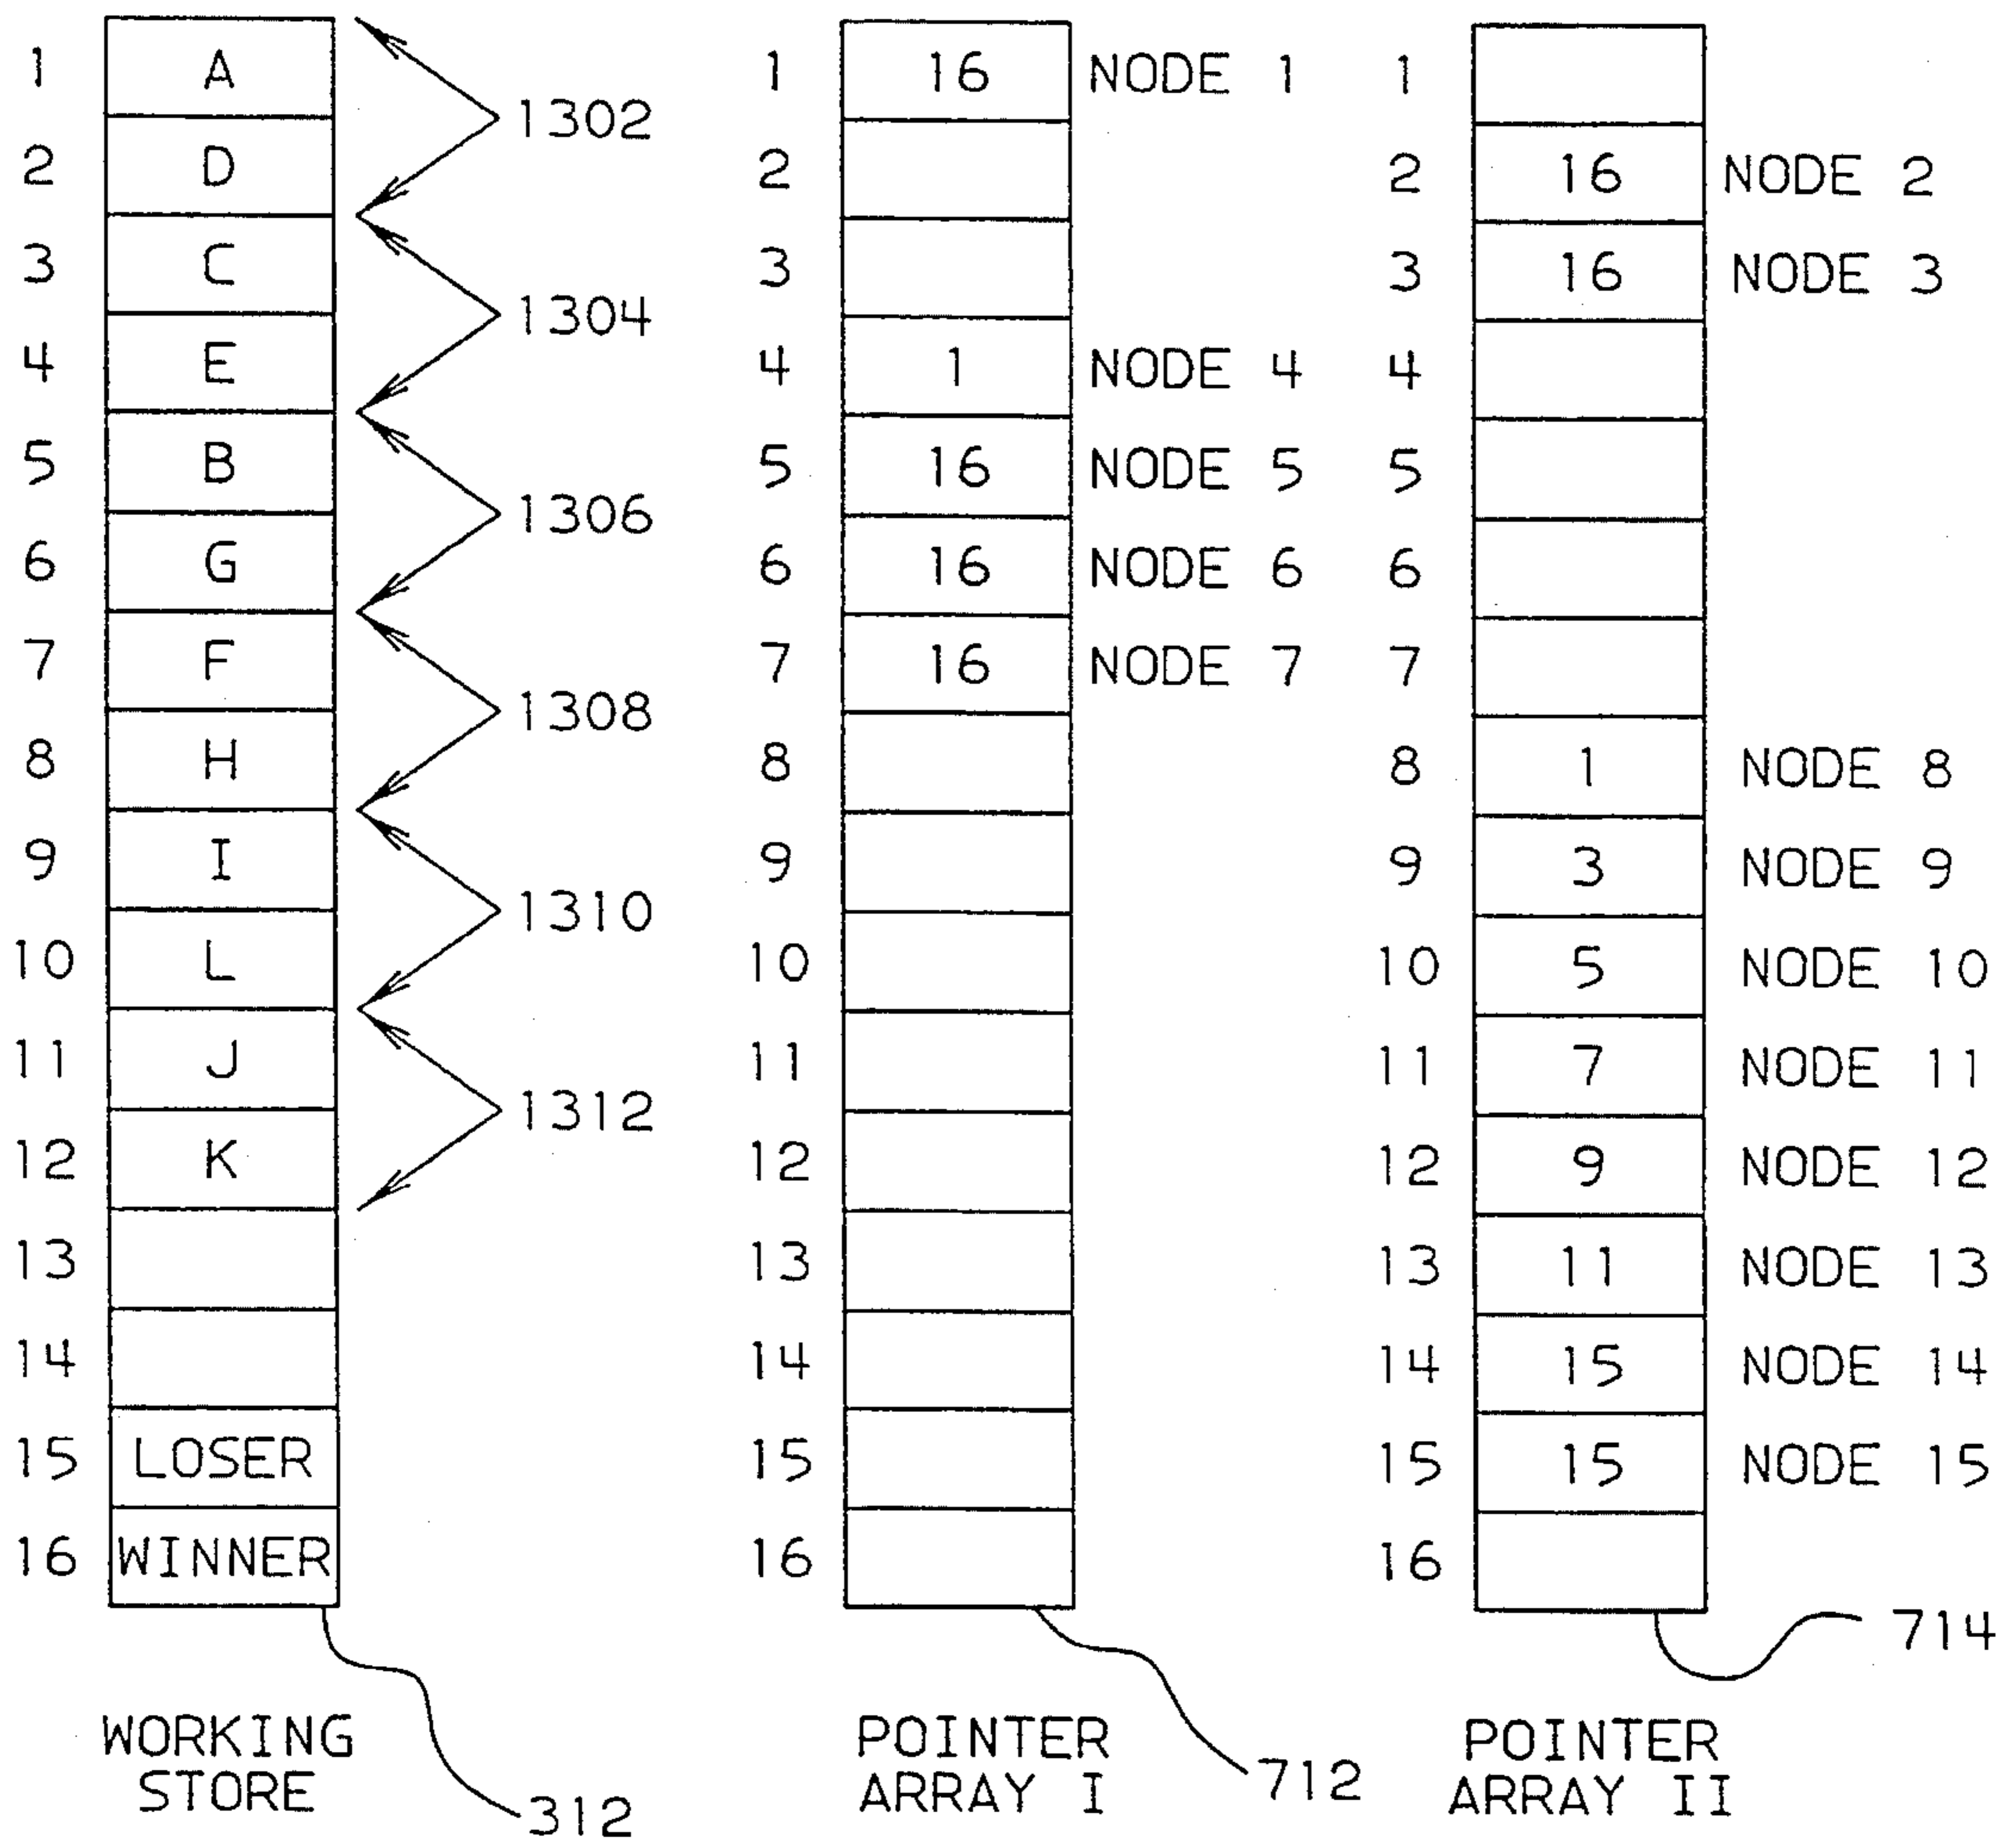 1 A 1 16 NODE 1 1
1302
2 D 2 2 16 NODE 2
3 C 3 3 16 NODE 3
1304
4 E 4 1 NODE 4 4
5 B 5 16 NODE 5 5
1306
6 G 6 16 NODE 6 6
7 F 7 16 NODE 7 7
1308
8 H 8 8 1 NODE 8
9 I 9 9 3 NODE 9
1310
10 L 10 10 5 NODE 10
11 J 11 11 7 NODE 11
1312
12 K 12 12 9 NODE 12
13 13 13 11 NODE 13
14 14 14 15 NODE 14
15 LOSER 15 15 15 NODE 15
16 WINNER 16 16
714
WORKING
STORE
312
POINTER
ARRAY I
712
POINTER
ARRAY II